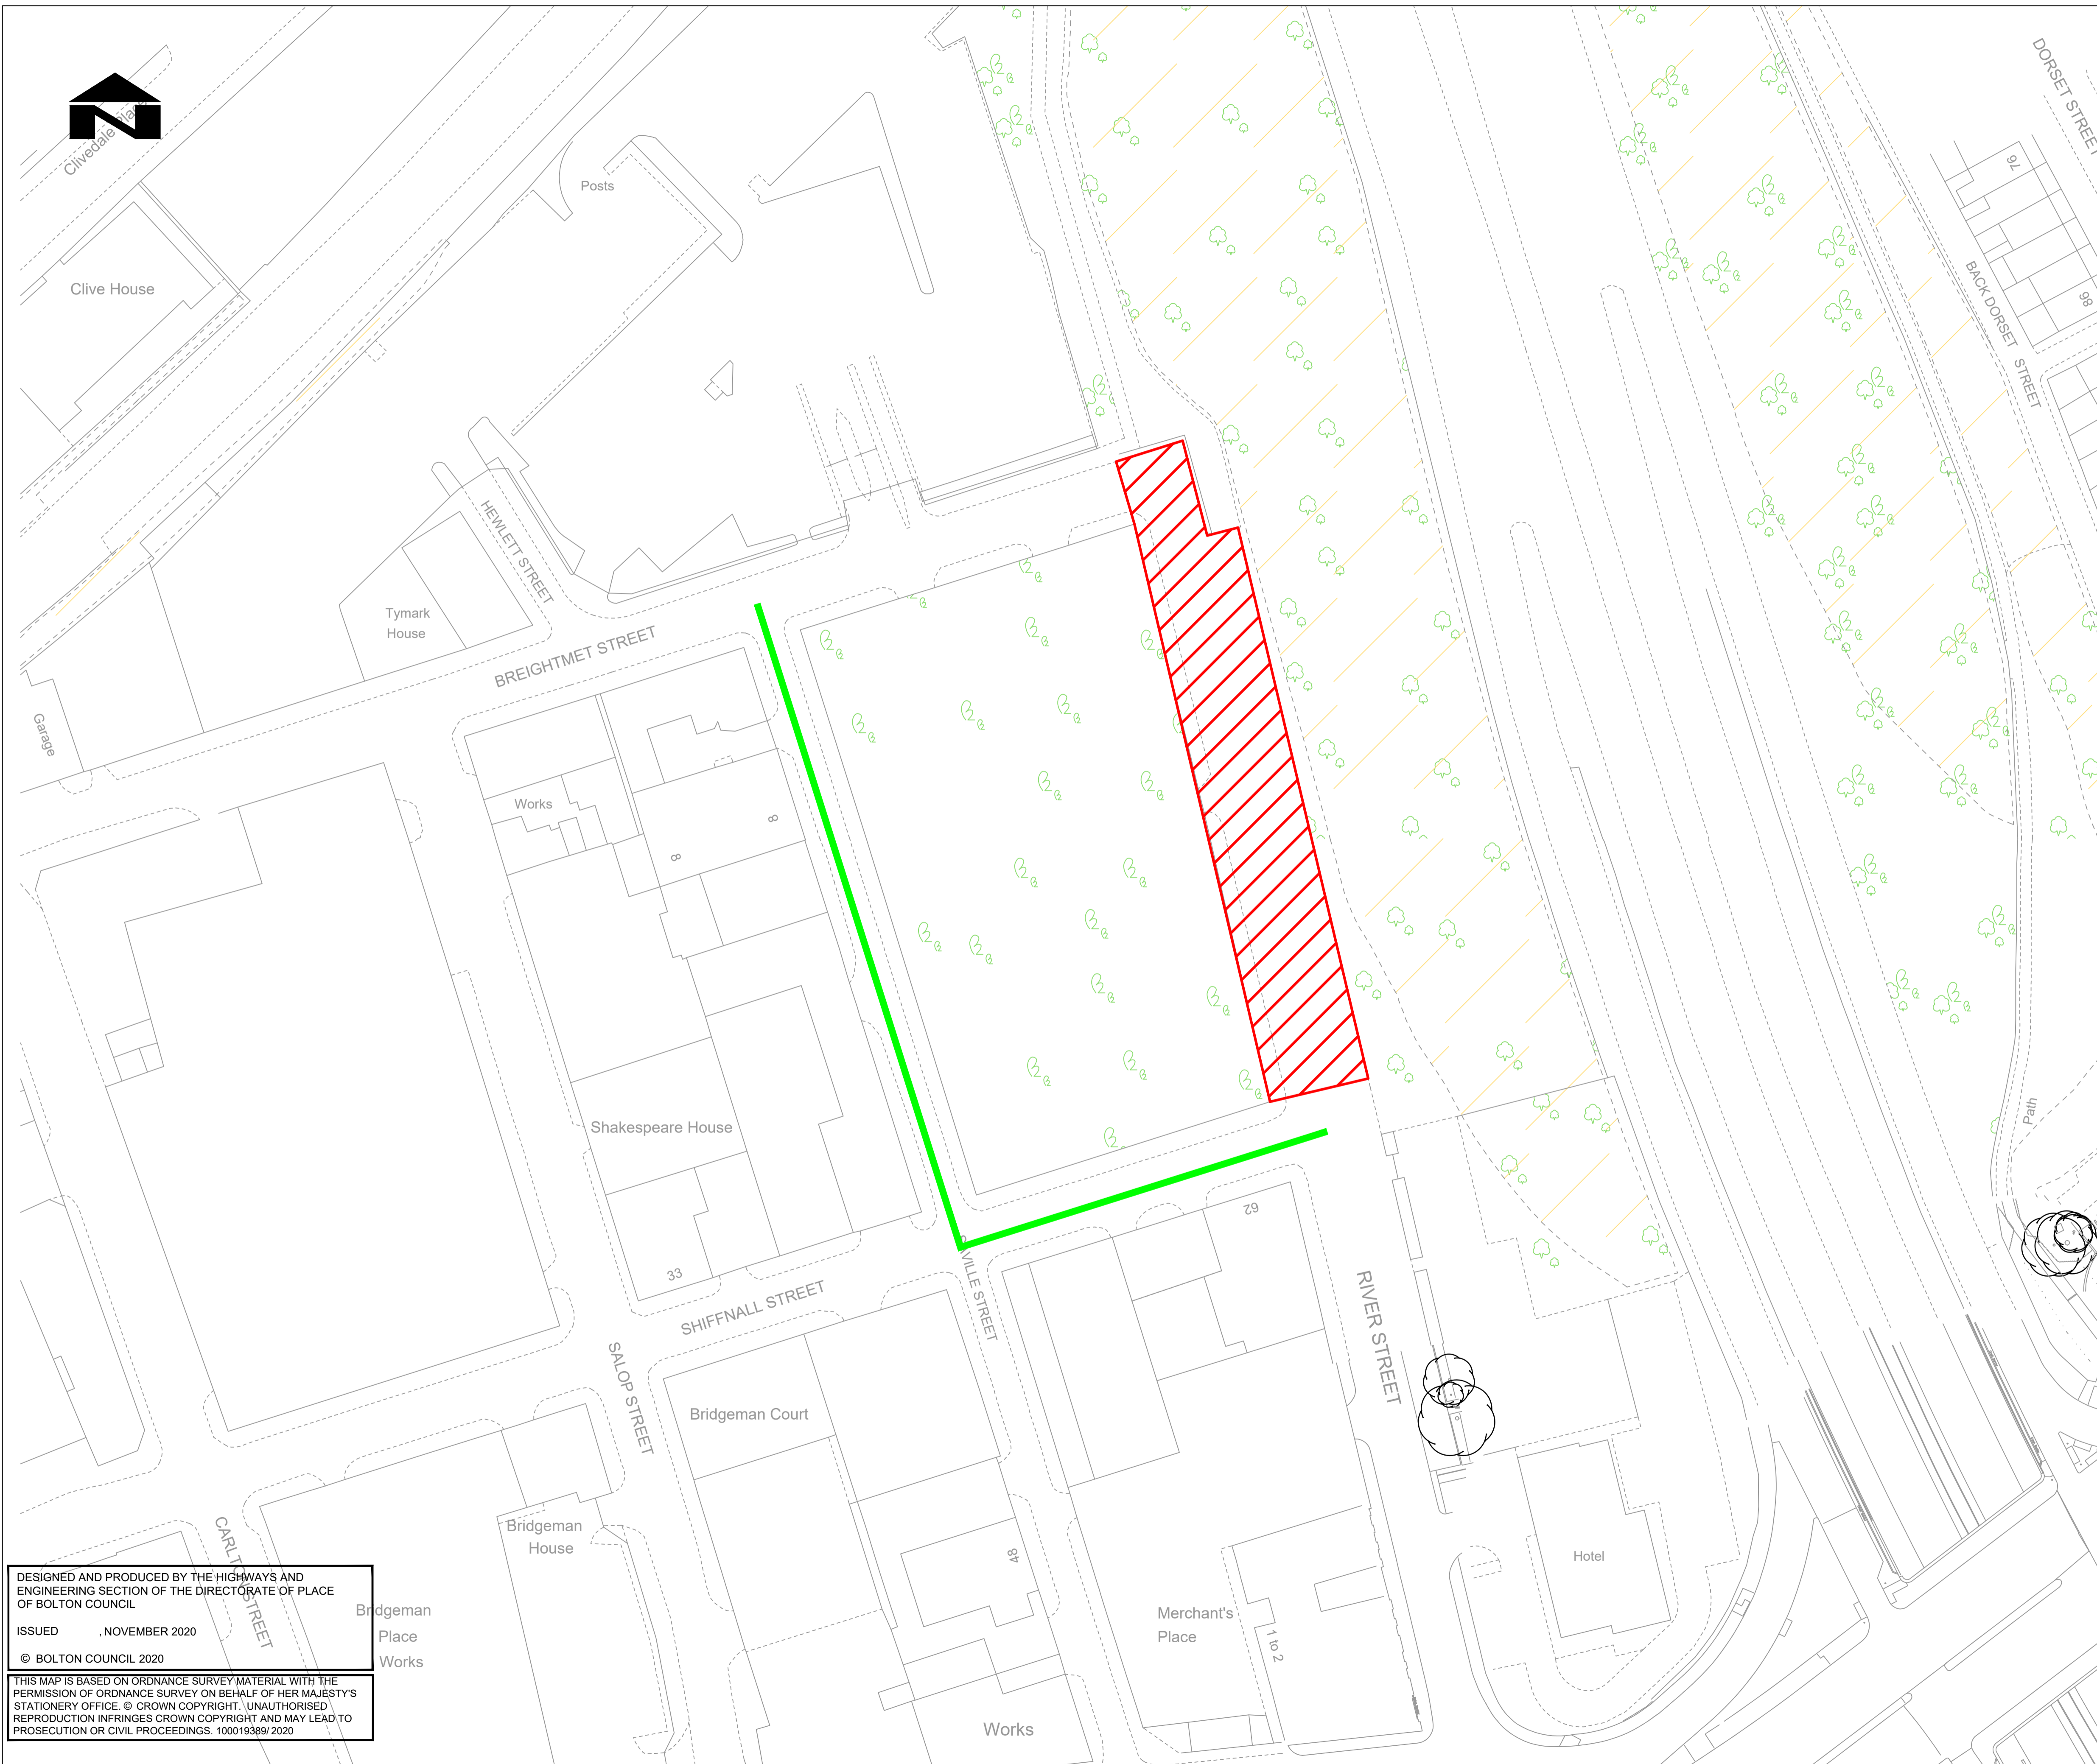 Clivedale
DORSET STREET
Posts
76
Clive House
98
BACK DORSET STREET
HEWLETT STREET
Tymark
House
BREIGHTMET STREET
Garage
Works
8
8
Shakespeare House
Path
62
33
VILLE STREET
SHIFFNALL STREET
RIVER STREET
SALOP STREET
Bridgeman Court
CARLTON STREET
Bridgeman
House
48
Hotel
Bridgeman
Place
Works
Merchant's
Place
1 to 2
Works
DESIGNED AND PRODUCED BY THE HIGHWAYS AND
ENGINEERING SECTION OF THE DIRECTORATE OF PLACE
OF BOLTON COUNCIL
ISSUED , NOVEMBER 2020
© BOLTON COUNCIL 2020
THIS MAP IS BASED ON ORDNANCE SURVEY MATERIAL WITH THE
PERMISSION OF ORDNANCE SURVEY ON BEHALF OF HER MAJESTY'S
STATIONERY OFFICE. © CROWN COPYRIGHT . UNAUTHORISED
REPRODUCTION INFRINGES CROWN COPYRIGHT AND MAY LEAD TO
PROSECUTION OR CIVIL PROCEEDINGS. 100019389/ 2020